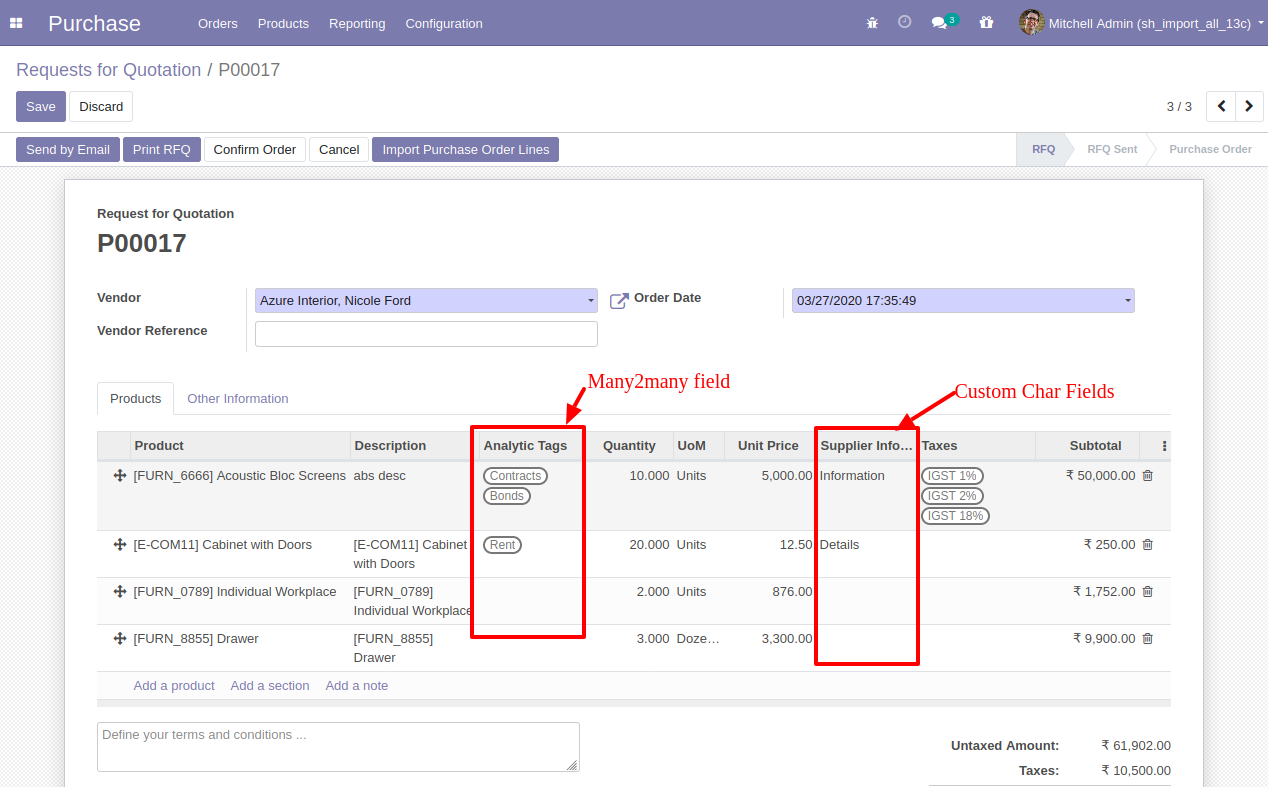 Purchase Orders Products Reporting Configuration 3 Mitchell Admin (sh_import_all_13c)
Requests for Quotation / P00017
Save Discard 3 / 3
Send by Email Print RFQ Confirm Order Cancel Import Purchase Order Lines RFQ RFQ Sent Purchase Order
Request for Quotation
P00017
Vendor Azure Interior, Nicole Ford Order Date 03/27/2020 17:35:49
Vendor Reference
Many2many field
Custom Char Fields
Products Other Information
Product Description Analytic Tags Quantity UoM Unit Price Supplier Info… Taxes Subtotal
[FURN_6666] Acoustic Bloc Screens abs desc Contracts 10.000 Units 5,000.00 Information IGST 1% ₹ 50,000.00
Bonds IGST 2%
IGST 18%
[E-COM11] Cabinet with Doors [E-COM11] Cabinet Rent 20.000 Units 12.50 Details ₹ 250.00
with Doors
[FURN_0789] Individual Workplace [FURN_0789] 2.000 Units 876.00 ₹ 1,752.00
Individual Workplace
[FURN_8855] Drawer [FURN_8855] 3.000 Doze… 3,300.00 ₹ 9,900.00
Drawer
Add a product Add a section Add a note
Define your terms and conditions ...
Untaxed Amount: ₹ 61,902.00
Taxes: ₹ 10,500.00